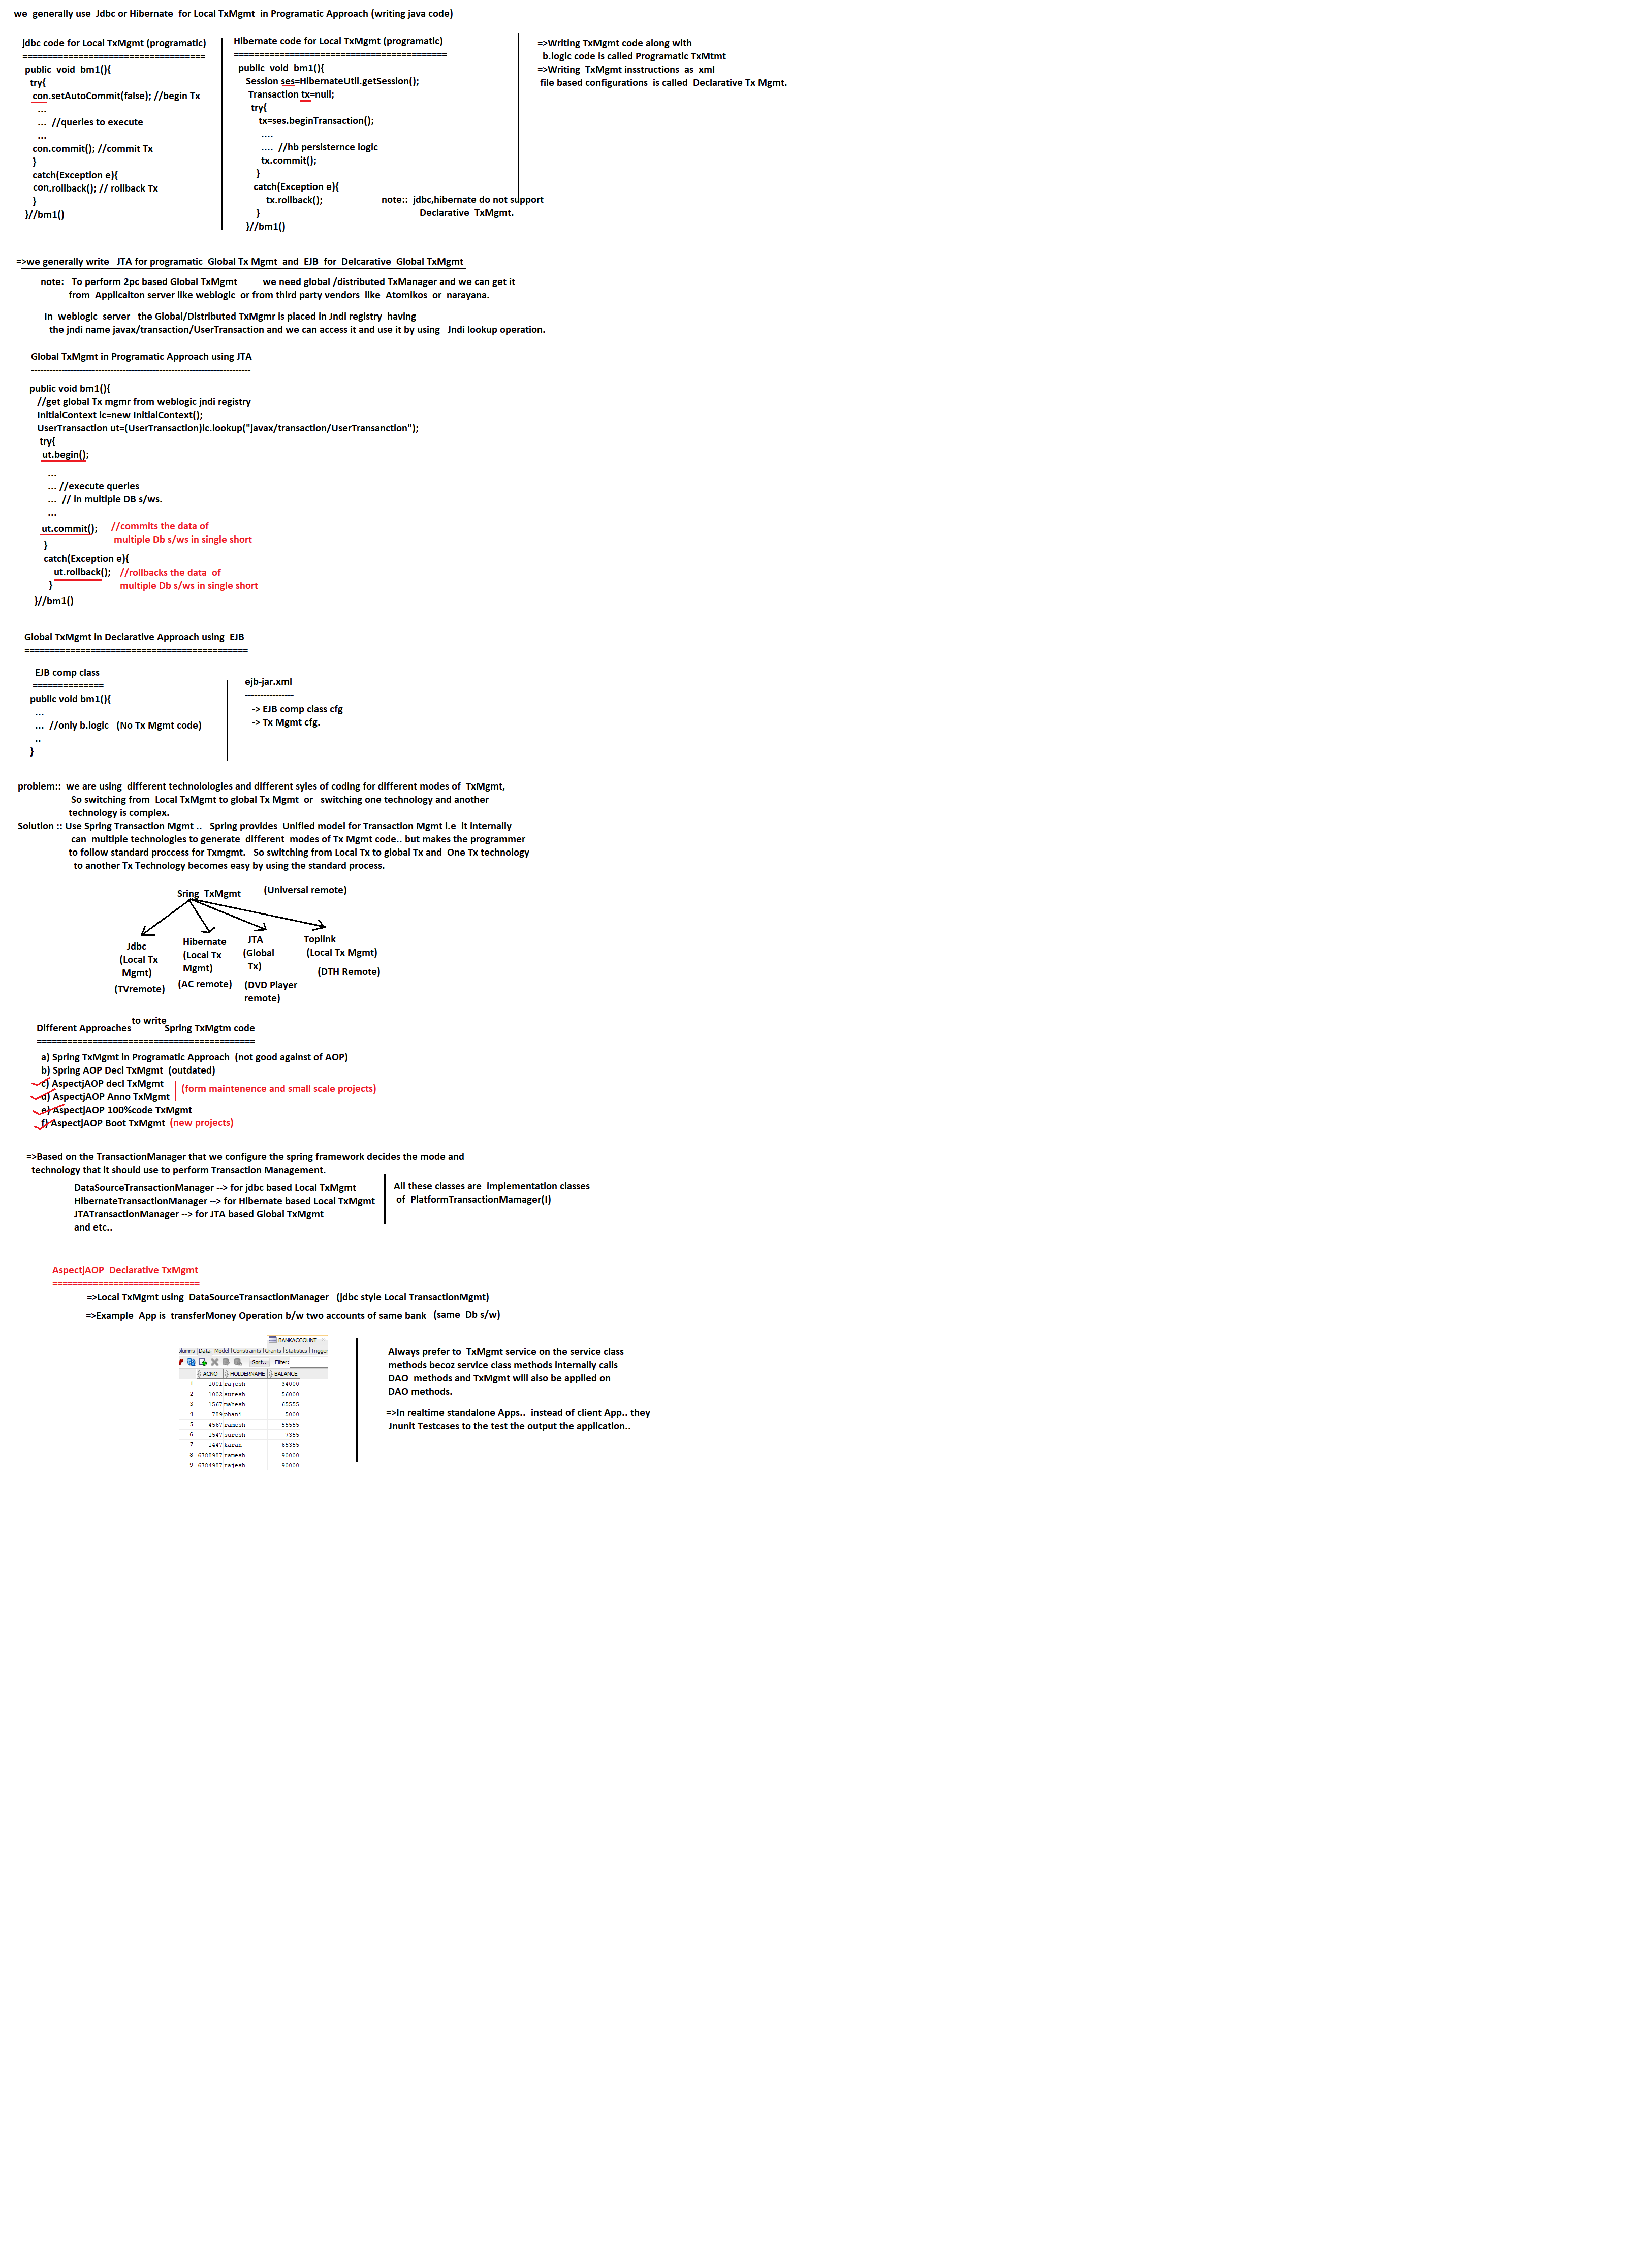 we generally use Jdbc or Hibernate for Local TxMgmt in Programatic Approach (writing java code)
jdbc code for Local TxMgmt (programatic)
====================================
public void bm1(){
try{
con.setAutoCommit(false); //begin Tx
...
... //queries to execute
...
con.commit(); //commit Tx
}
catch(Exception e){
con.rollback(); // rollback Tx
}
}//bm1()
Hibernate code for Local TxMgmt (programatic)
==========================================
public void bm1(){
Session ses=HibernateUtil.getSession();
Transaction tx=null;
try{
tx=ses.beginTransaction();
....
.... //hb persisternce logic
tx.commit();
}
catch(Exception e){
tx.rollback();
}
}//bm1()
note:: jdbc,hibernate do not support
Declarative TxMgmt.
=>Writing TxMgmt code along with
b.logic code is called Programatic TxMtmt
=>Writing TxMgmt insstructions as xml
file based configurations is called Declarative Tx Mgmt.
=>we generally write JTA for programatic Global Tx Mgmt and EJB for Delcarative Global TxMgmt
note: To perform 2pc based Global TxMgmt we need global /distributed TxManager and we can get it
from Applicaiton server like weblogic or from third party vendors like Atomikos or narayana.
In weblogic server the Global/Distributed TxMgmr is placed in Jndi registry having
the jndi name javax/transaction/UserTransaction and we can access it and use it by using Jndi lookup operation.
Global TxMgmt in Programatic Approach using JTA
------------------------------------------------------------------------
public void bm1(){
//get global Tx mgmr from weblogic jndi registry
InitialContext ic=new InitialContext();
UserTransaction ut=(UserTransaction)ic.lookup("javax/transaction/UserTransanction");
try{
ut.begin();
...
... //execute queries
... // in multiple DB s/ws.
...
ut.commit(); //commits the data of
multiple Db s/ws in single short
}
catch(Exception e){
ut.rollback(); //rollbacks the data of
} multiple Db s/ws in single short
}//bm1()
Global TxMgmt in Declarative Approach using EJB
============================================
EJB comp class
==============
public void bm1(){
...
... //only b.logic (No Tx Mgmt code)
..
}
ejb-jar.xml
----------------
-> EJB comp class cfg
-> Tx Mgmt cfg.
problem:: we are using different technolologies and different syles of coding for different modes of TxMgmt,
So switching from Local TxMgmt to global Tx Mgmt or switching one technology and another
technology is complex.
Solution :: Use Spring Transaction Mgmt .. Spring provides Unified model for Transaction Mgmt i.e it internally
can multiple technologies to generate different modes of Tx Mgmt code.. but makes the programmer
to follow standard proccess for Txmgmt. So switching from Local Tx to global Tx and One Tx technology
to another Tx Technology becomes easy by using the standard process.
Sring TxMgmt (Universal remote)
Jdbc
(Local Tx
Mgmt)
(TVremote)
Hibernate
(Local Tx
Mgmt)
(AC remote)
JTA
(Global
Tx)
(DVD Player
remote)
Toplink
(Local Tx Mgmt)
(DTH Remote)
Different Approaches to write Spring TxMgtm code
===========================================
a) Spring TxMgmt in Programatic Approach (not good against of AOP)
b) Spring AOP Decl TxMgmt (outdated)
c) AspectjAOP decl TxMgmt
d) AspectjAOP Anno TxMgmt
(form maintenence and small scale projects)
e) AspectjAOP 100%code TxMgmt
f) AspectjAOP Boot TxMgmt (new projects)
=>Based on the TransactionManager that we configure the spring framework decides the mode and
technology that it should use to perform Transaction Management.
DataSourceTransactionManager --> for jdbc based Local TxMgmt
HibernateTransactionManager --> for Hibernate based Local TxMgmt
JTATransactionManager --> for JTA based Global TxMgmt
and etc..
All these classes are implementation classes
of PlatformTransactionMamager(I)
AspectjAOP Declarative TxMgmt
=============================
=>Local TxMgmt using DataSourceTransactionManager (jdbc style Local TransactionMgmt)
=>Example App is transferMoney Operation b/w two accounts of same bank (same Db s/w)
BANKACCOUNT
olumns Data Model Constraints Grants Statistics Trigger
Sort.. Filter:
ACNO HOLDERNAME BALANCE
1 1001 rajesh 34000
2 1002 suresh 56000
3 1567 mahesh 65555
4 789 phani 5000
5 4567 ramesh 55555
6 1547 suresh 7355
7 1447 karan 65355
8 6788987 ramesh 90000
9 6784987 rajesh 90000
Always prefer to TxMgmt service on the service class
methods becoz service class methods internally calls
DAO methods and TxMgmt will also be applied on
DAO methods.
=>In realtime standalone Apps.. instead of client App.. they
Jnunit Testcases to the test the output the application..